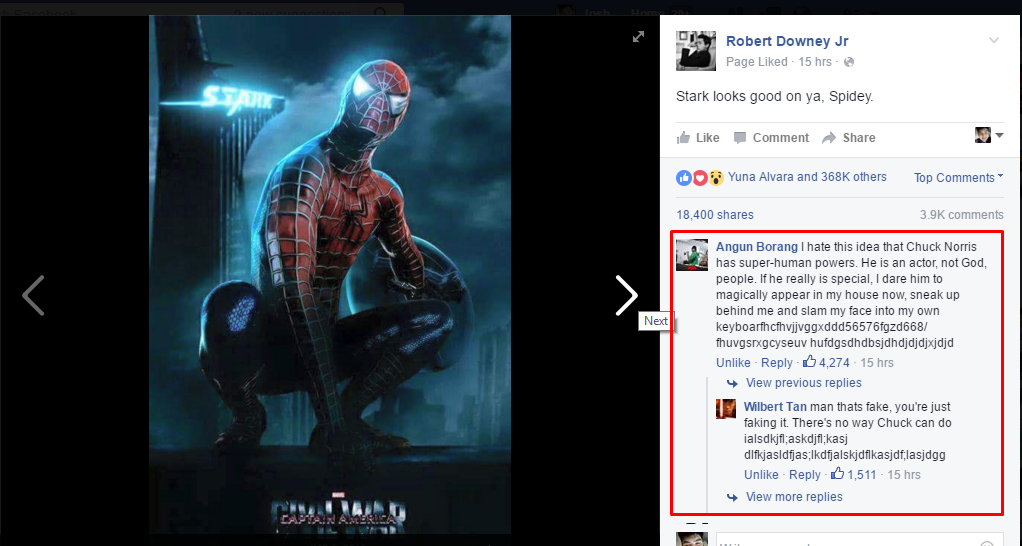 Josh Home
STARK
MARVEL
CIVIL WAR
CAPTAIN AMERICA
Next
Robert Downey Jr
Page Liked · 15 hrs ·
Stark looks good on ya, Spidey.
Like Comment Share
Yuna Alvara and 368K others Top Comments
18,400 shares 3.9K comments
Angun Borang I hate this idea that Chuck Norris
has super-human powers. He is an actor, not God,
people. If he really is special, I dare him to
magically appear in my house now, sneak up
behind me and slam my face into my own
keyboarfhcfhvjjvggxddd56576fgzd668/
fhuvgsrxgcyseuv hufdgsdhdbsjdhdjdjdjxjdjd
Unlike · Reply · 4,274 · 15 hrs
View previous replies
Wilbert Tan man thats fake, you're just
faking it. There's no way Chuck can do
ialsdkjfl;askdjfl;kasj
dlfkjasldfjas;lkdfjalskjdflkasjdf;lasjdgg
Unlike · Reply · 1,511 · 15 hrs
View more replies